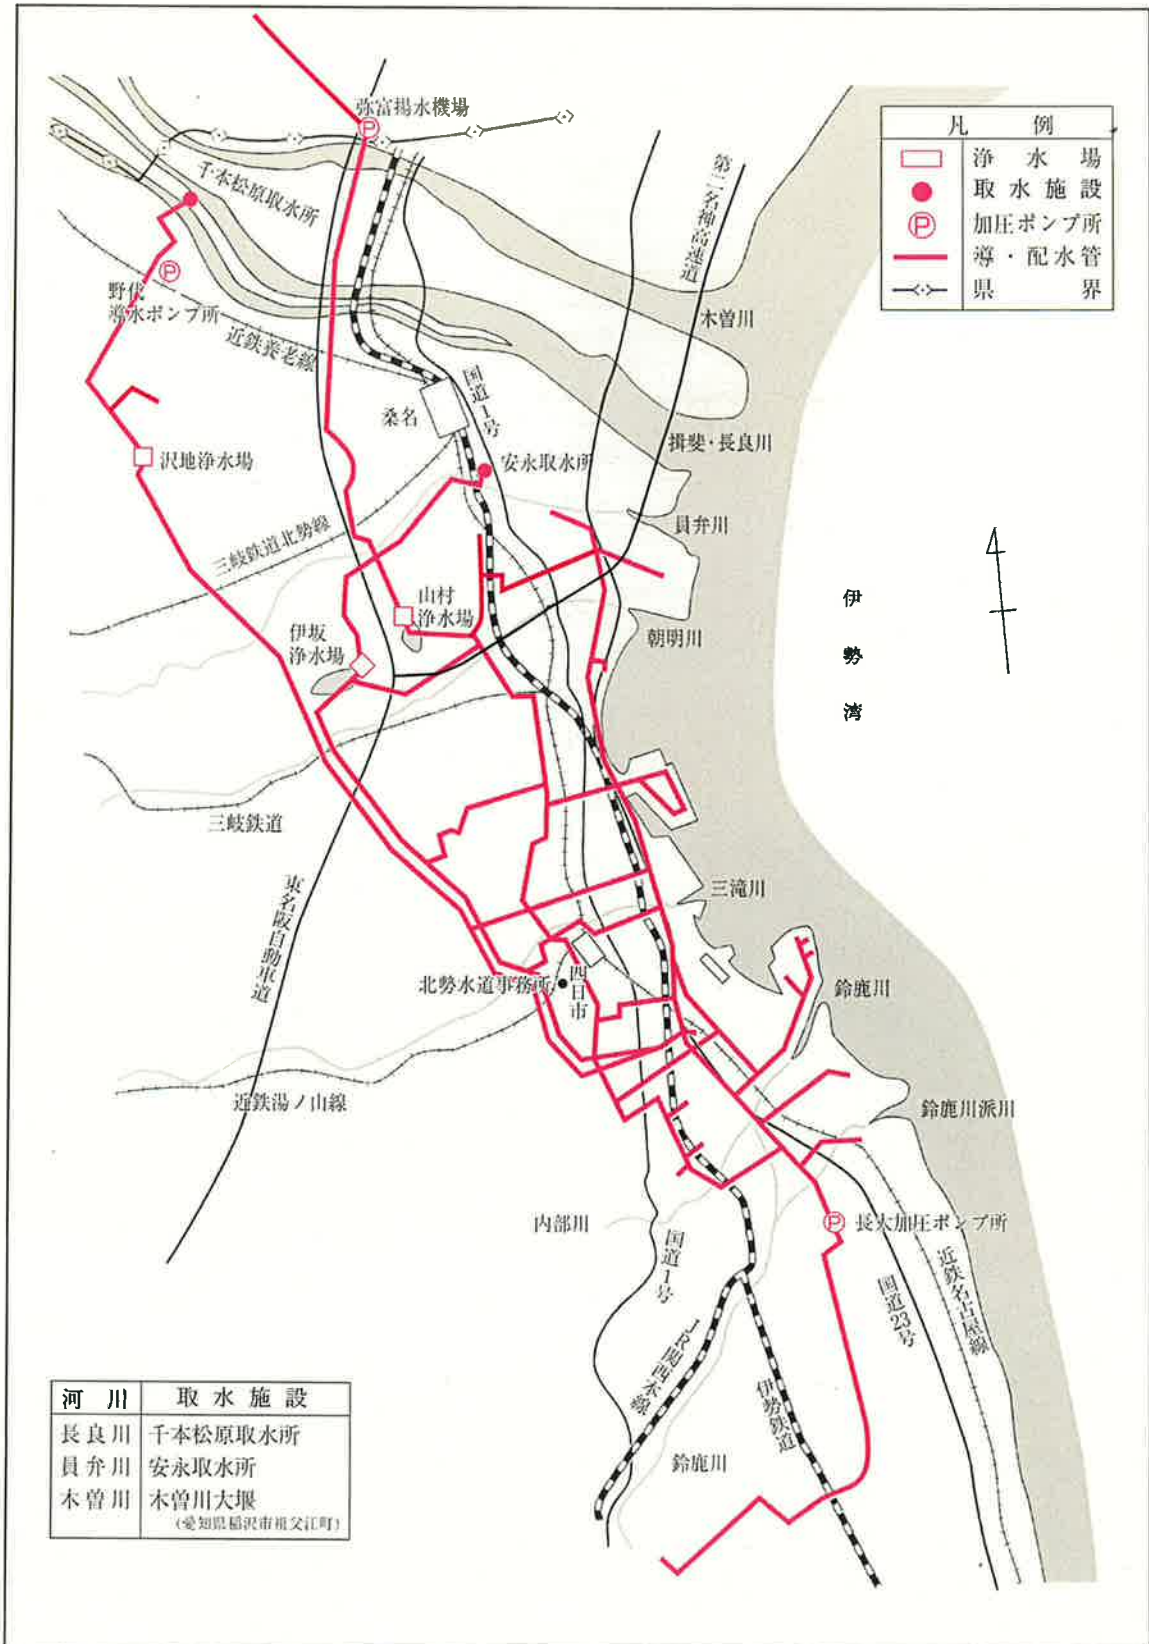 弥富揚水機場
千本松原取水所
第二名神高速道
凡 例
浄 水 場
取 水 施 設
P 加圧ポンプ所
導・配水管
県 界
P
P
野代
導水ポンプ所
近鉄養老線
木曽川
国道1号
桑名
揖斐・長良川
沢地浄水場
安永取水所
員弁川
三岐鉄道北勢線
山村
浄水場
伊坂
浄水場
朝明川
伊勢湾
三岐鉄道
東名阪自動車道
三滝川
北勢水道事務所
四日市
鈴鹿川
近鉄湯ノ山線
鈴鹿川派川
内部川
P
長太加圧ポンプ所
国道1号
近鉄名古屋線
国道23号
JR関西本線
伊勢鉄道
鈴鹿川
河 川 取 水 施 設
長良川 千本松原取水所
員弁川 安永取水所
木曽川 木曽川大堰
(愛知県稲沢市祖父江町)